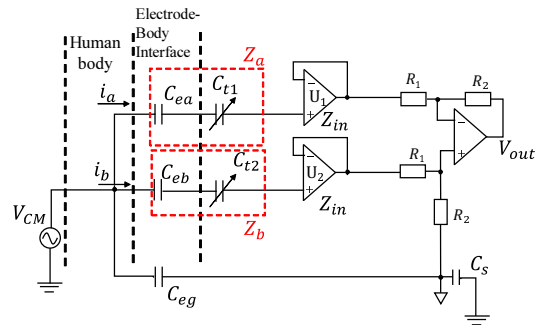 Electrode-
Body
Interface
Human
body
Z_a
i_a
C_ea
C_t1
U_1
Z_in
R_1
R_2
V_out
i_b
C_eb
C_t2
U_2
Z_in
R_1
R_2
Z_b
V_CM
C_eg
C_s